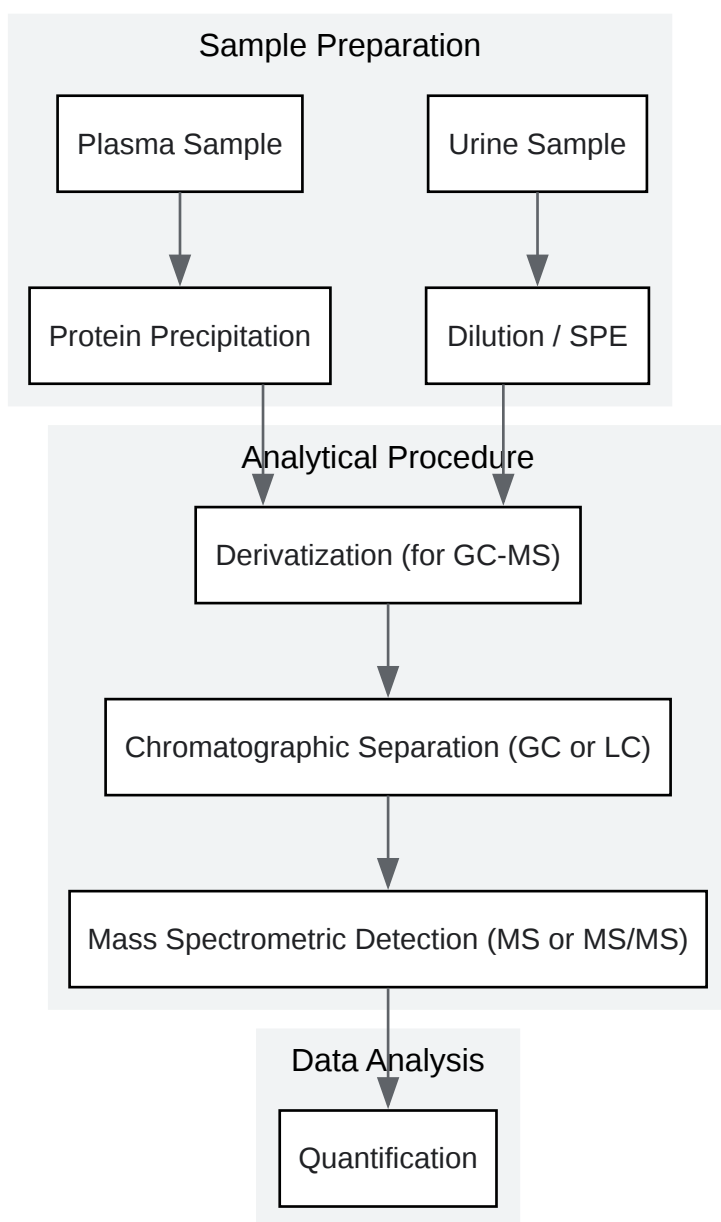 Sample Preparation
Plasma Sample
Urine Sample
Protein Precipitation
Dilution / SPE
Analytical Procedure
Derivatization (for GC-MS)
Chromatographic Separation (GC or LC)
Mass Spectrometric Detection (MS or MS/MS)
Data Analysis
Quantification